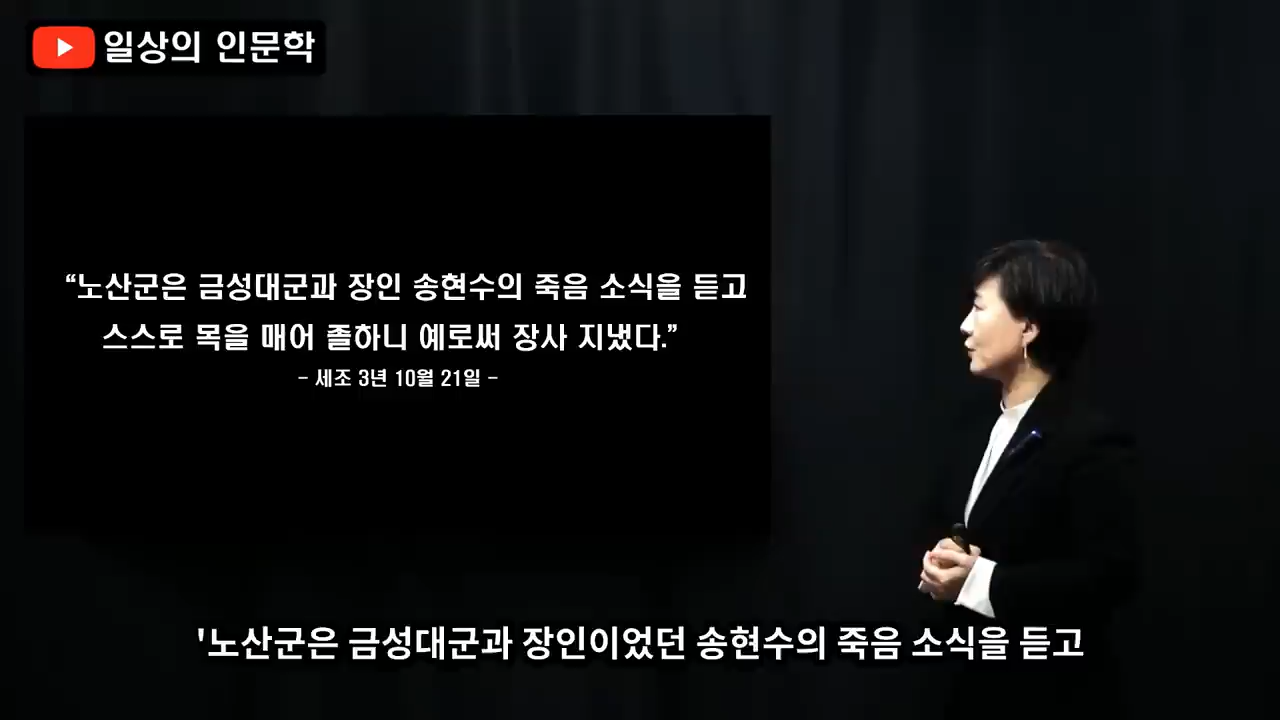 일상의 인문학
“노산군은 금성대군과 장인 송현수의 죽음 소식을 듣고
스스로 목을 매어 졸하니 예로써 장사 지냈다.”
- 세조 3년 10월 21일 -
'노산군은 금성대군과 장인이었던 송현수의 죽음 소식을 듣고